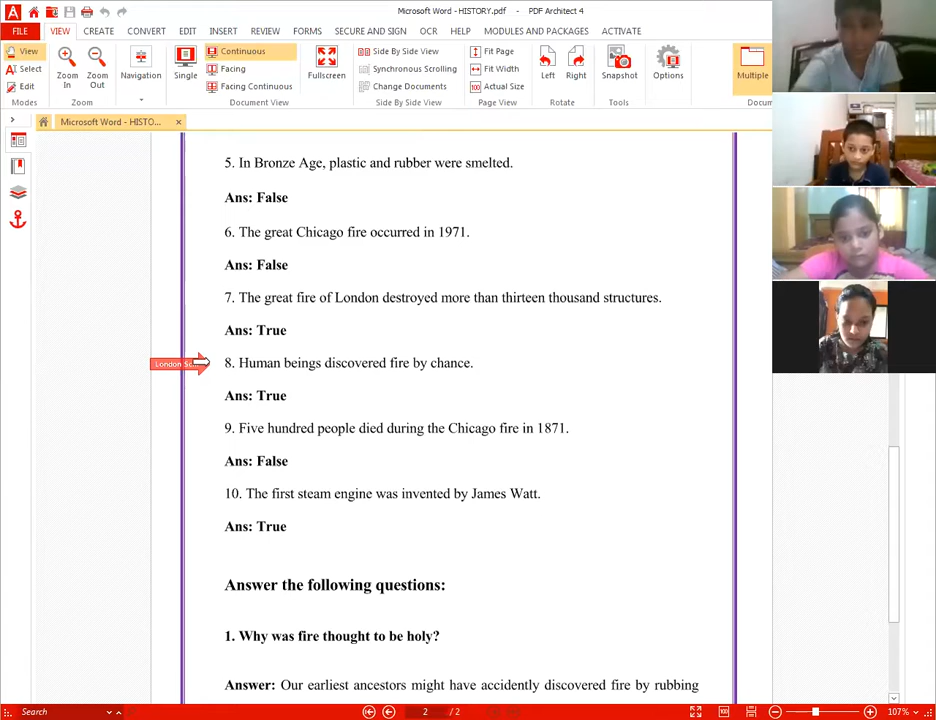 Microsoft Word - HISTORY.pdf - PDF Architect 4
FILE VIEW CREATE CONVERT EDIT INSERT REVIEW FORMS SECURE AND SIGN OCR HELP MODULES AND PACKAGES ACTIVATE
View
Select
Edit
Modes
Zoom In
Zoom Out
Zoom
Navigation
Single
Continuous
Facing
Facing Continuous
Document View
Fullscreen
Side By Side View
Synchronous Scrolling
Change Documents
Side By Side View
Fit Page
Fit Width
Actual Size
Page View
Left
Right
Rotate
Snapshot
Tools
Options
Multiple
Docum
Microsoft Word - HISTO...
5. In Bronze Age, plastic and rubber were smelted.
Ans: False
6. The great Chicago fire occurred in 1971.
Ans: False
7. The great fire of London destroyed more than thirteen thousand structures.
Ans: True
London Sc
8. Human beings discovered fire by chance.
Ans: True
9. Five hundred people died during the Chicago fire in 1871.
Ans: False
10. The first steam engine was invented by James Watt.
Ans: True
Answer the following questions:
1. Why was fire thought to be holy?
Answer: Our earliest ancestors might have accidently discovered fire by rubbing
Search
2 / 2
107%